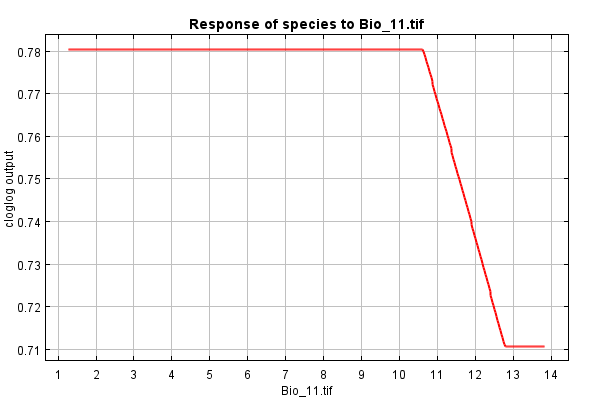 Response of species to Bio_11.tif
0.78
0.77
0.76
0.75
0.74
0.73
0.72
0.71
cloglog output
1 2 3 4 5 6 7 8 9 10 11 12 13 14
Bio_11.tif